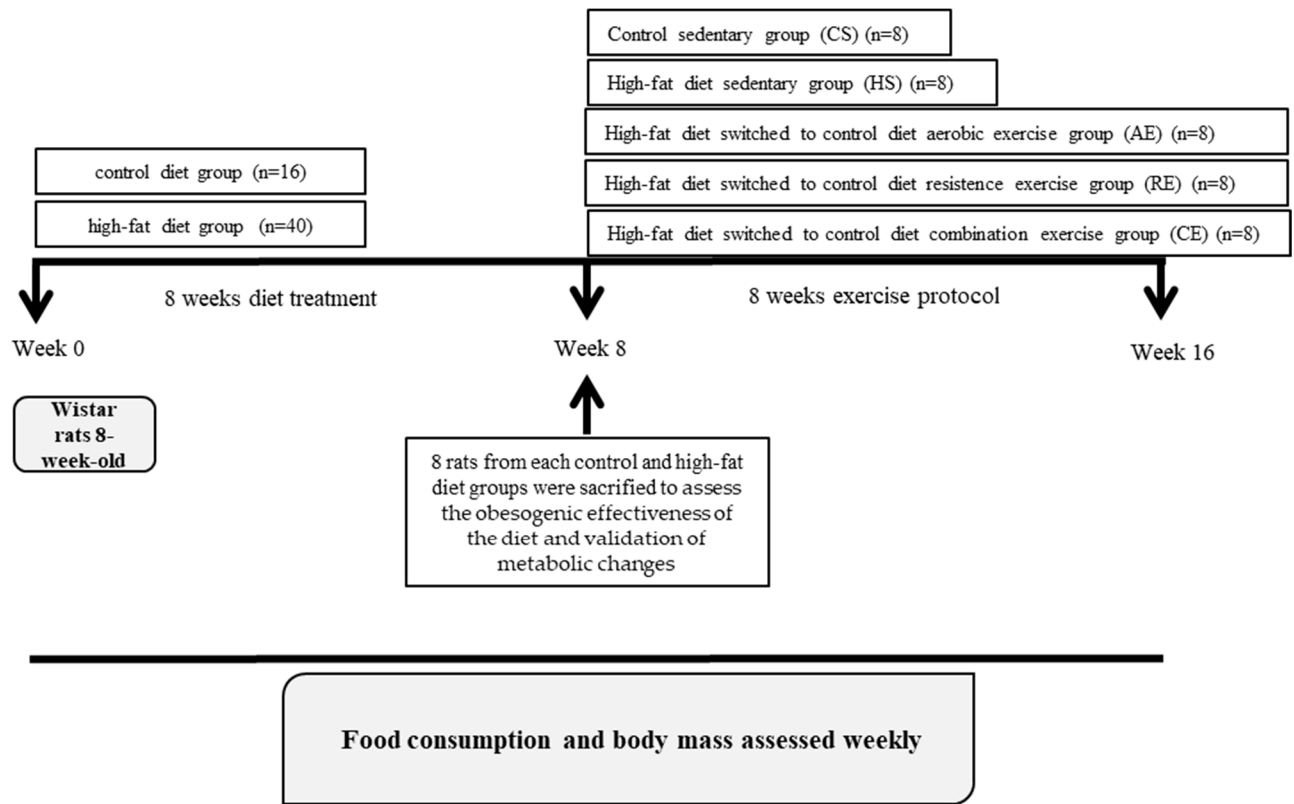 Control sedentary group (CS) (n=8)
High-fat diet sedentary group (HS) (n=8)
High-fat diet switched to control diet aerobic exercise group (AE) (n=8)
control diet group (n=16)
High-fat diet switched to control diet resistence exercise group (RE) (n=8)
high-fat diet group (n=40)
High-fat diet switched to control diet combination exercise group (CE) (n=8)
8 weeks diet treatment
8 weeks exercise protocol
Week 0
Week 8
Week 16
Wistar
rats 8-
week-old
8 rats from each control and high-fat
diet groups were sacrified to assess
the obesogenic effectiveness of
the diet and validation of
metabolic changes
Food consumption and body mass assessed weekly